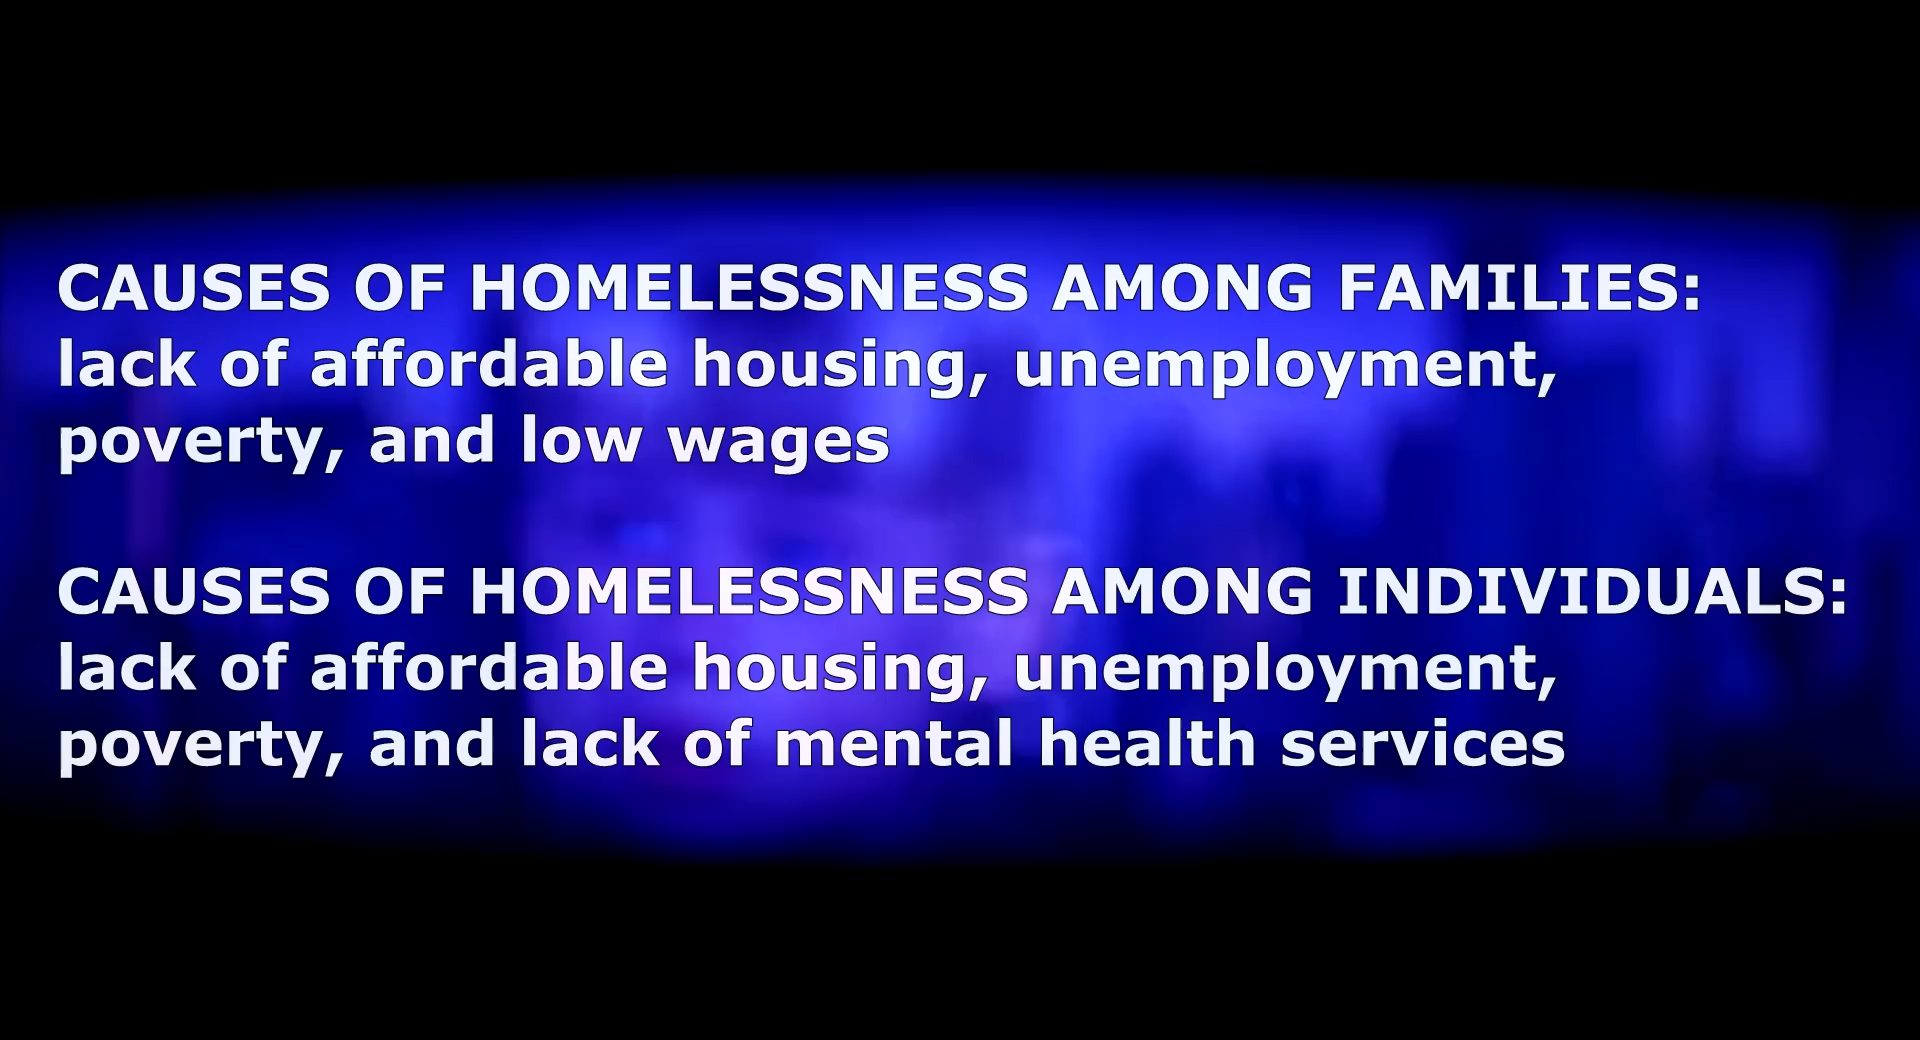 CAUSES OF HOMELESSNESS AMONG FAMILIES:
lack of affordable housing, unemployment,
poverty, and low wages
CAUSES OF HOMELESSNESS AMONG INDIVIDUALS:
lack of affordable housing, unemployment,
poverty, and lack of mental health services